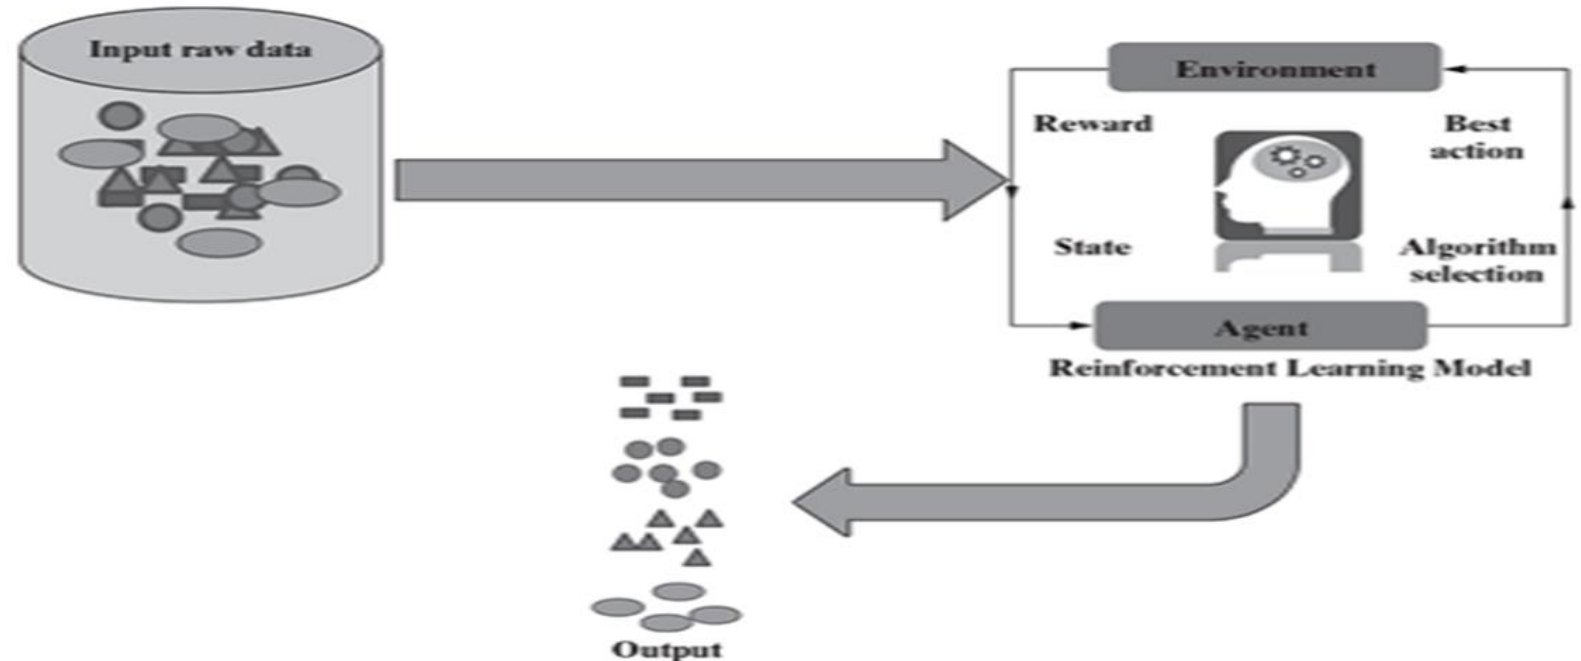 Input raw data
Environment
Reward
Best
action
State
Algorithm
selection
Agent
Reinforcement Learning Model
Output